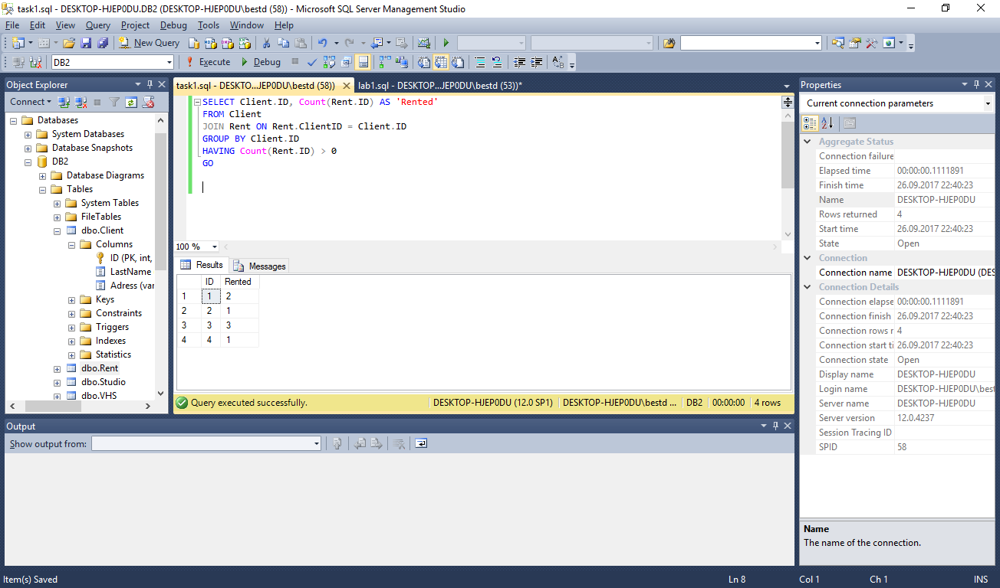 task1.sql - DESKTOP-HJEP0DU.DB2 (DESKTOP-HJEP0DU\bestd (58)) - Microsoft SQL Server Management Studio
File Edit View Query Project Debug Tools Window Help
New Query
DB2 Execute Debug
Object Explorer
Connect
Databases
System Databases
Database Snapshots
DB2
Database Diagrams
Tables
System Tables
FileTables
dbo.Client
Columns
ID (PK, int,
LastName
Adress (var
Keys
Constraints
Triggers
Indexes
Statistics
dbo.Rent
dbo.Studio
dbo.VHS
task1.sql - DESKTO...JEP0DU\bestd (58)) lab1.sql - DESKTOP...JEP0DU\bestd (53))*
SELECT Client.ID, Count(Rent.ID) AS 'Rented'
FROM Client
JOIN Rent ON Rent.ClientID = Client.ID
GROUP BY Client.ID
HAVING Count(Rent.ID) > 0
GO
100 %
Results Messages
ID Rented
1 1 2
2 2 1
3 3 3
4 4 1
Query executed successfully. DESKTOP-HJEP0DU (12.0 SP1) DESKTOP-HJEP0DU\bestd ... DB2 00:00:00 4 rows
Properties
Current connection parameters
Aggregate Status
Connection failure
Elapsed time 00:00:00.1111891
Finish time 26.09.2017 22:40:23
Name DESKTOP-HJEP0DU
Rows returned 4
Start time 26.09.2017 22:40:23
State Open
Connection
Connection name DESKTOP-HJEP0DU (DES
Connection Details
Connection elapse 00:00:00.1111891
Connection finish 26.09.2017 22:40:23
Connection rows r 4
Connection start ti 26.09.2017 22:40:23
Connection state Open
Display name DESKTOP-HJEP0DU
Login name DESKTOP-HJEP0DU\best
Server name DESKTOP-HJEP0DU
Server version 12.0.4237
Session Tracing ID
SPID 58
Name
The name of the connection.
Output
Show output from:
Item(s) Saved Ln 8 Col 1 Ch 1 INS